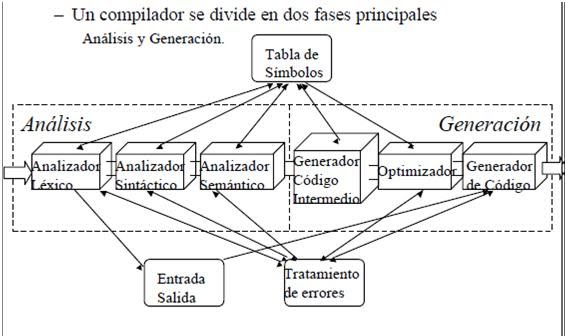 – Un compilador se divide en dos fases principales
Análisis y Generación.
Tabla de
Símbolos
Análisis
Generación
Analizador
Léxico
Analizador
Sintáctico
Analizador
Semántico
Generador
Código
Intermedio
Optimizador
Generador
de Código
Entrada
Salida
Tratamiento
de errores